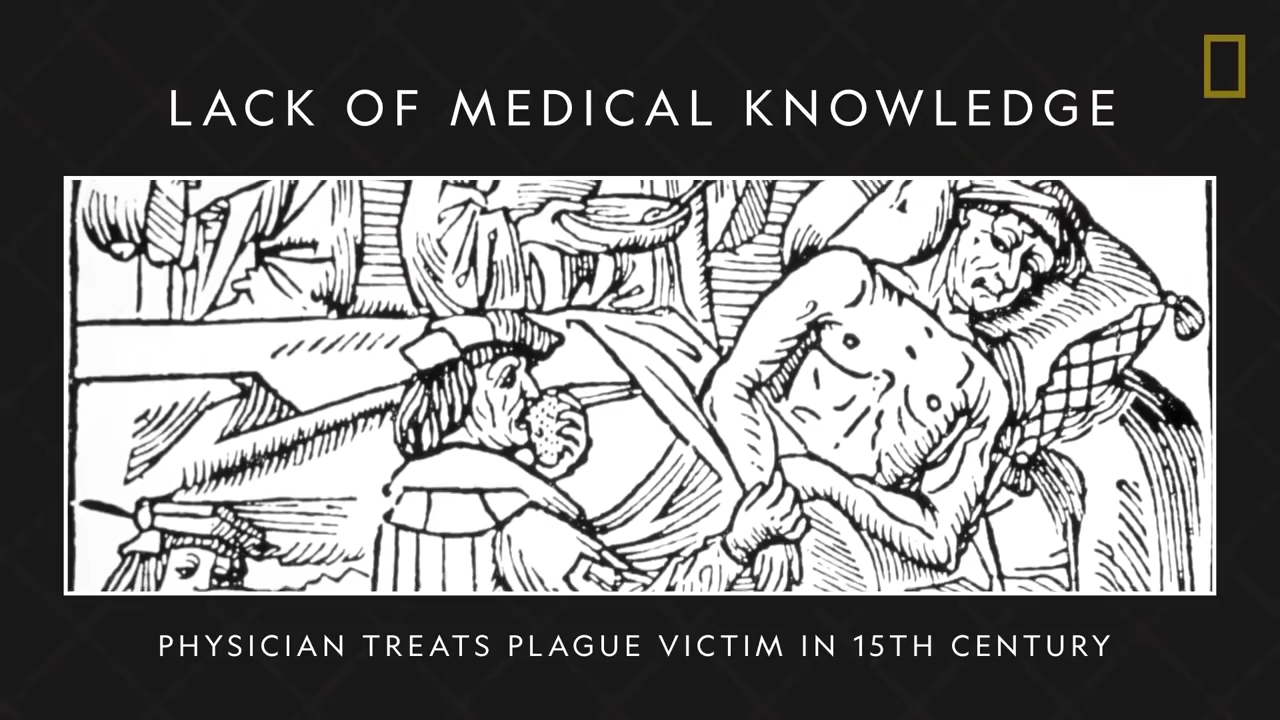 LACK OF MEDICAL KNOWLEDGE
PHYSICIAN TREATS PLAGUE VICTIM IN 15TH CENTURY